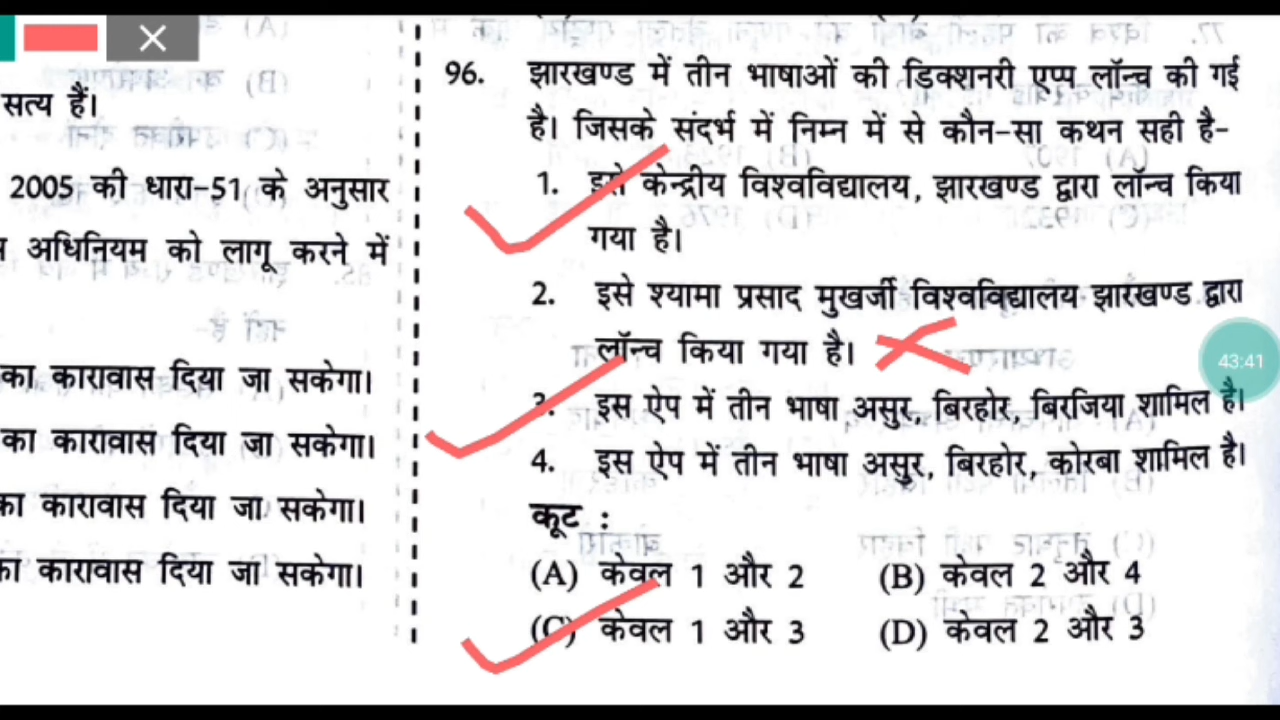 सत्य हैं।
2005 की धारा-51 के अनुसार
अधिनियम को लागू करने में
का कारावास दिया जा सकेगा।
का कारावास दिया जा सकेगा।
का कारावास दिया जा सकेगा।
का कारावास दिया जा सकेगा।
96. झारखण्ड में तीन भाषाओं की डिक्शनरी एप्प लॉन्च की गई
है। जिसके संदर्भ में निम्न में से कौन-सा कथन सही है-
1. इसे केन्द्रीय विश्वविद्यालय, झारखण्ड द्वारा लॉन्च किया
गया है।
2. इसे श्यामा प्रसाद मुखर्जी विश्वविद्यालय झारखण्ड द्वारा
लॉन्च किया गया है।
3. इस ऐप में तीन भाषा असुर, बिरहोर, बिरजिया शामिल है।
4. इस ऐप में तीन भाषा असुर, बिरहोर, कोरबा शामिल है।
कूट :
(A) केवल 1 और 2 (B) केवल 2 और 4
(C) केवल 1 और 3 (D) केवल 2 और 3
43:41